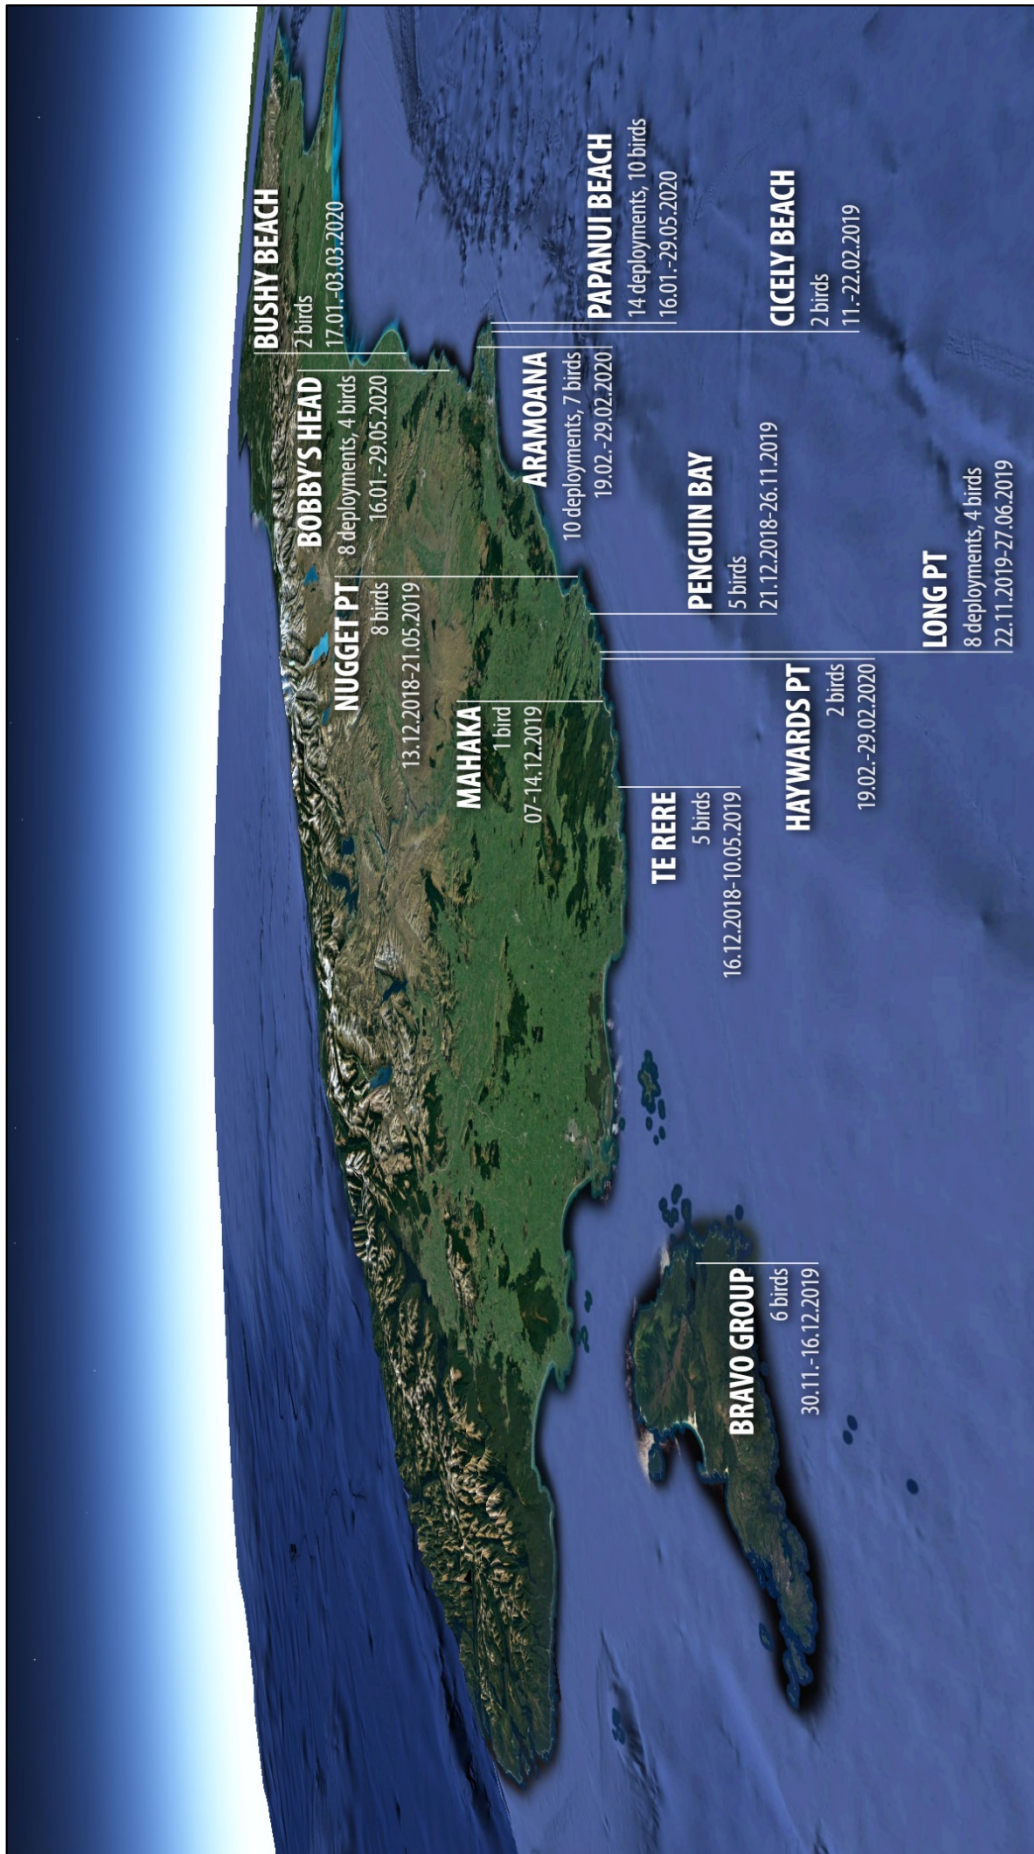 BUSHY BEACH
2 birds
17.01.-03.03.2020
BOBBY'S HEAD
8 deployments, 4 birds
16.01.-29.05.2020
NUGGET PT
8 birds
13.12.2018-21.05.2019
MAHAKA
1 bird
07-14.12.2019
ARAMOANA
10 deployments, 7 birds
19.02.-29.02.2020
PAPANUI BEACH
14 deployments, 10 birds
16.01.-29.05.2020
CICELY BEACH
2 birds
11.-22.02.2019
PENGUIN BAY
5 birds
21.12.2018-26.11.2019
TE RERE
5 birds
16.12.2018-10.05.2019
HAYWARDS PT
2 birds
19.02.-29.02.2020
LONG PT
8 deployments, 4 birds
22.11.2019-27.06.2019
BRAVO GROUP
6 birds
30.11.-16.12.2019